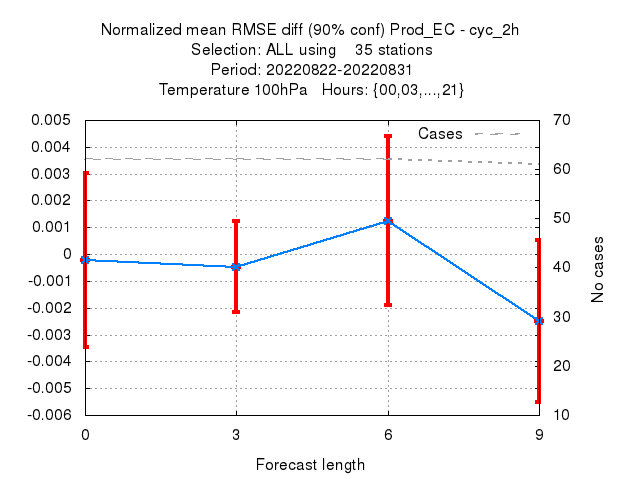 Normalized mean RMSE diff (90% conf) Prod_EC - cyc_2h
Selection: ALL using    35 stations
Period: 20220822-20220831
Temperature 100hPa   Hours: {00,03,...,21}
Cases
0.005
0.004
0.003
0.002
0.001
0
-0.001
-0.002
-0.003
-0.004
-0.005
-0.006
70
60
50
40
30
20
10
No cases
0 3 6 9
Forecast length